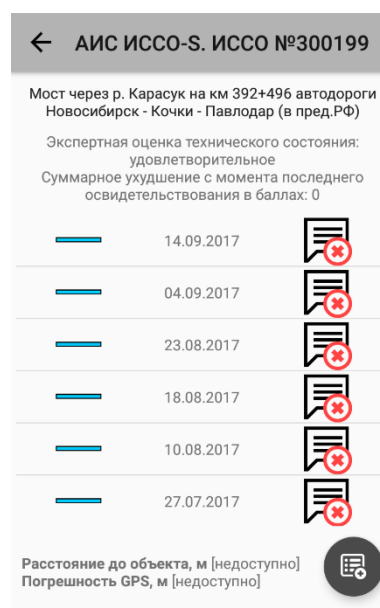 АИС ИССО-S. ИССО №300199
Мост через р. Карасук на км 392+496 автодороги
Новосибирск - Кочки - Павлодар (в пред.РФ)
Экспертная оценка технического состояния:
удовлетворительное
Суммарное ухудшение с момента последнего
освидетельствования в баллах: 0
14.09.2017
04.09.2017
23.08.2017
18.08.2017
10.08.2017
27.07.2017
Расстояние до объекта, м [недоступно]
Погрешность GPS, м [недоступно]